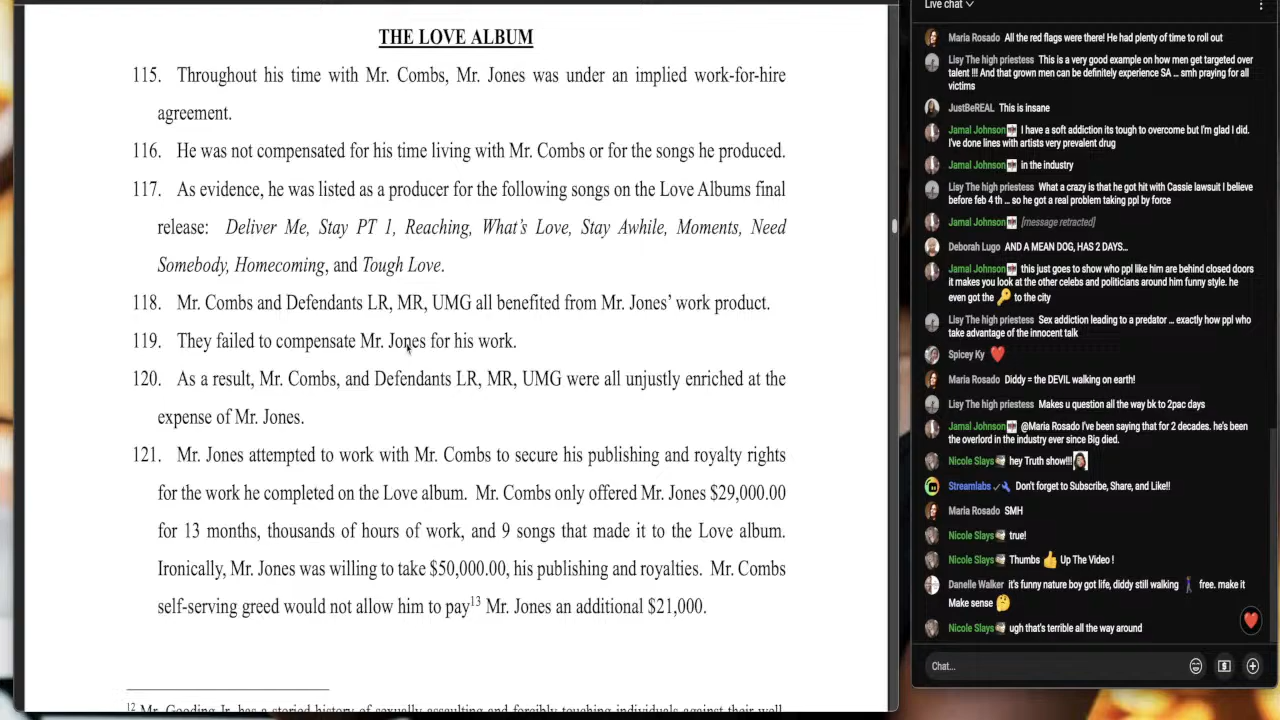 THE LOVE ALBUM
115. Throughout his time with Mr. Combs, Mr. Jones was under an implied work-for-hire
agreement.
116. He was not compensated for his time living with Mr. Combs or for the songs he produced.
117. As evidence, he was listed as a producer for the following songs on the Love Albums final
release: Deliver Me, Stay PT 1, Reaching, What's Love, Stay Awhile, Moments, Need
Somebody, Homecoming, and Tough Love.
118. Mr. Combs and Defendants LR, MR, UMG all benefited from Mr. Jones' work product.
119. They failed to compensate Mr. Jones for his work.
120. As a result, Mr. Combs, and Defendants LR, MR, UMG were all unjustly enriched at the
expense of Mr. Jones.
121. Mr. Jones attempted to work with Mr. Combs to secure his publishing and royalty rights
for the work he completed on the Love album. Mr. Combs only offered Mr. Jones $29,000.00
for 13 months, thousands of hours of work, and 9 songs that made it to the Love album.
Ironically, Mr. Jones was willing to take $50,000.00, his publishing and royalties. Mr. Combs
self-serving greed would not allow him to pay13 Mr. Jones an additional $21,000.
12 Mr. Gooding Jr. has a storied history of sexually assaulting and forcibly touching individuals against their well
Live chat
Maria Rosado All the red flags were there! He had plenty of time to roll out
Lisy The high priestess This is a very good example on how men get targeted over
talent !!! And that grown men can be definitely experience SA ... smh praying for all
victims
JustBeREAL This is insane
Jamal Johnson I have a soft addiction its tough to overcome but I'm glad I did.
I've done lines with artists very prevalent drug
Jamal Johnson in the industry
Lisy The high priestess What a crazy is that he got hit with Cassie lawsuit I believe
before feb 4 th ... so he got a real problem taking ppl by force
Jamal Johnson [message retracted]
Deborah Lugo AND A MEAN DOG, HAS 2 DAYS...
Jamal Johnson this just goes to show who ppl like him are behind closed doors
it makes you look at the other celebs and politicians around him funny style. he
even got the 🔑 to the city
Lisy The high priestess Sex addiction leading to a predator ... exactly how ppl who
take advantage of the innocent talk
Spicey Ky ❤️
Maria Rosado Diddy = the DEVIL walking on earth!
Lisy The high priestess Makes u question all the way bk to 2pac days
Jamal Johnson @Maria Rosado I've been saying that for 2 decades. he's been
the overlord in the industry ever since Big died.
Nicole Slays hey Truth show!!!
Streamlabs Don't forget to Subscribe, Share, and Like!!
Maria Rosado SMH
Nicole Slays true!
Nicole Slays Thumbs 👍 Up The Video !
Danelle Walker it's funny nature boy got life, diddy still walking 🚶 free. make it
Make sense 🤔
Nicole Slays ugh that's terrible all the way around
Chat...